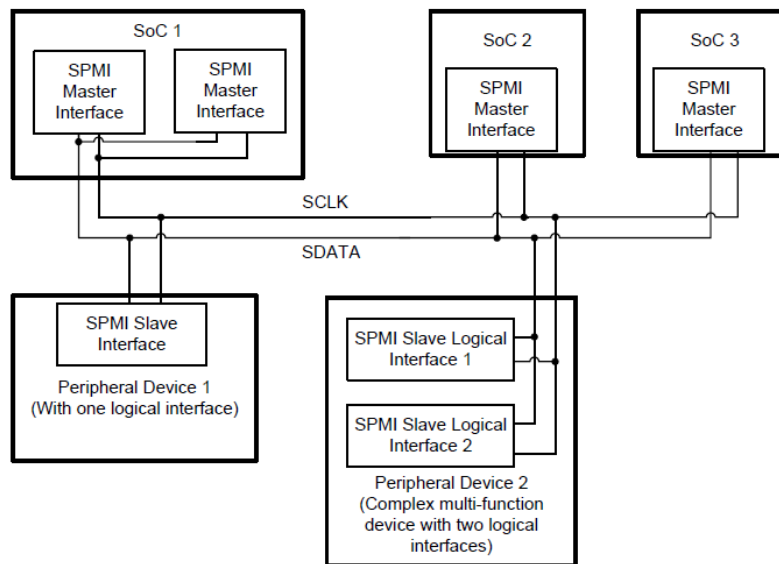 SoC 1
SPMI
Master
Interface
SPMI
Master
Interface
SoC 2
SPMI
Master
Interface
SoC 3
SPMI
Master
Interface
SCLK
SDATA
SPMI Slave
Interface
Peripheral Device 1
(With one logical interface)
SPMI Slave Logical
Interface 1
SPMI Slave Logical
Interface 2
Peripheral Device 2
(Complex multi-function
device with two logical
interfaces)